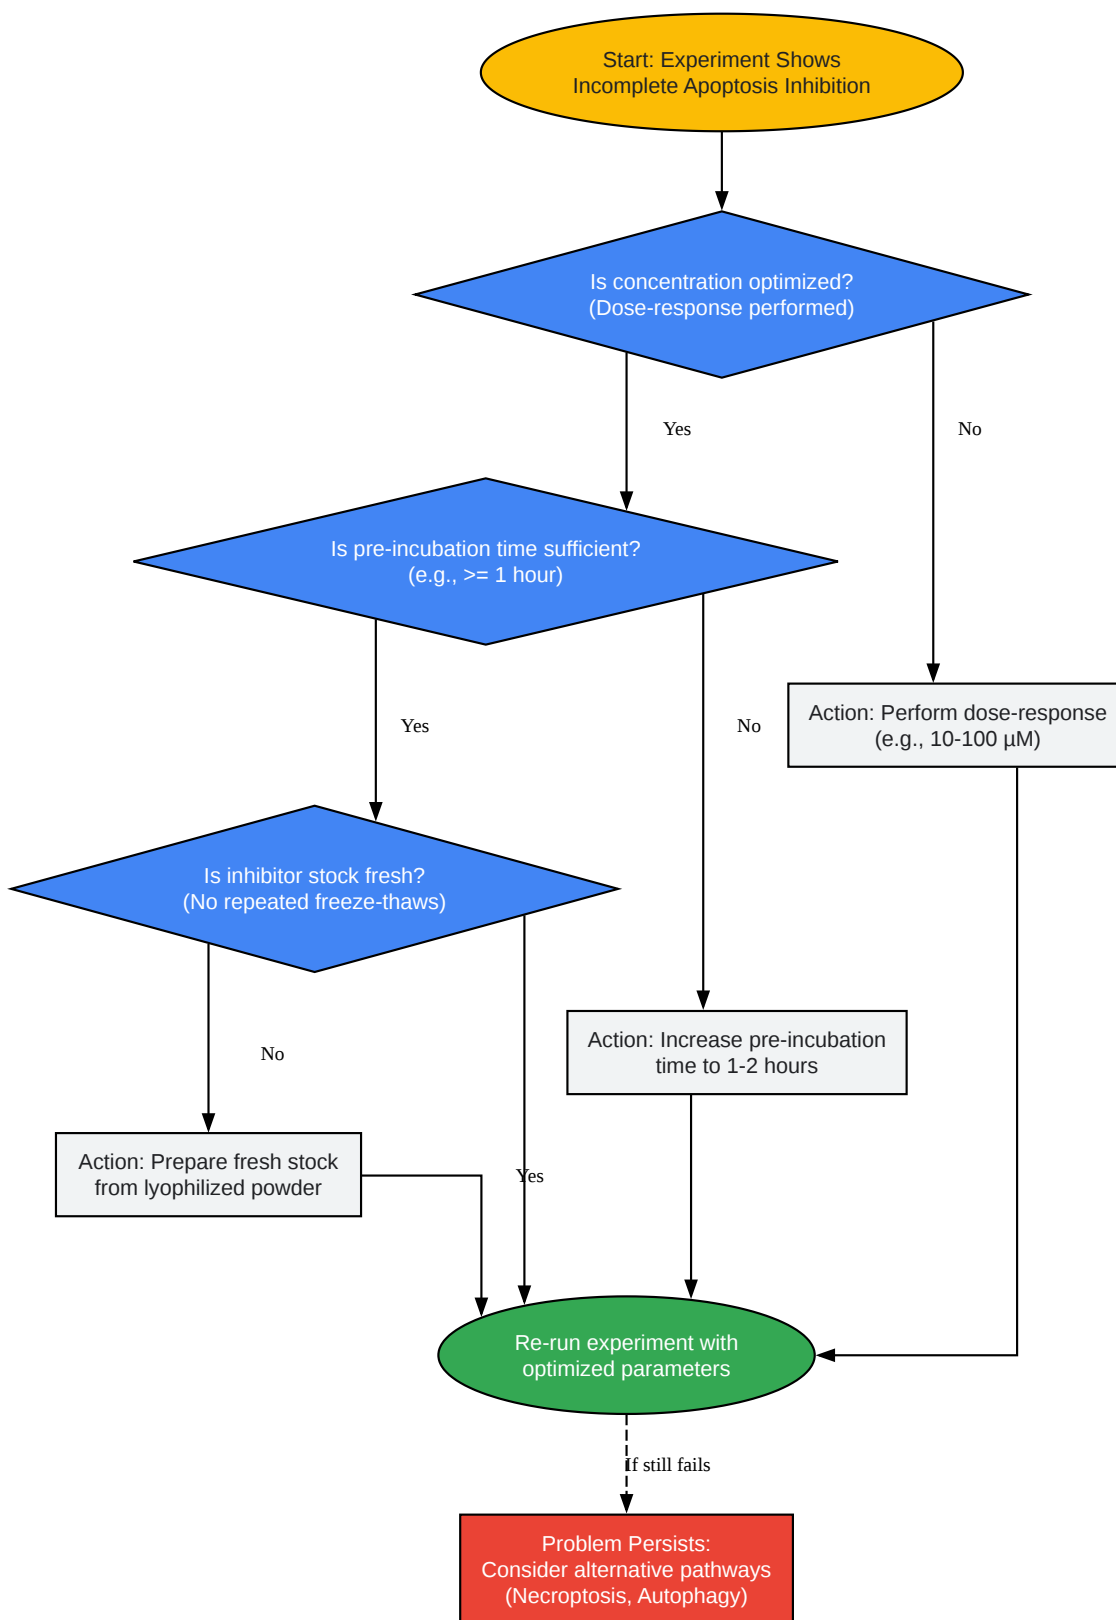 Start: Experiment Shows
Incomplete Apoptosis Inhibition
Is concentration optimized?
(Dose-response performed)
Yes
No
Is pre-incubation time sufficient?
(e.g., >= 1 hour)
Yes
No
Action: Perform dose-response
(e.g., 10-100 µM)
Is inhibitor stock fresh?
(No repeated freeze-thaws)
No
Yes
Action: Increase pre-incubation
time to 1-2 hours
Action: Prepare fresh stock
from lyophilized powder
Re-run experiment with
optimized parameters
If still fails
Problem Persists:
Consider alternative pathways
(Necroptosis, Autophagy)